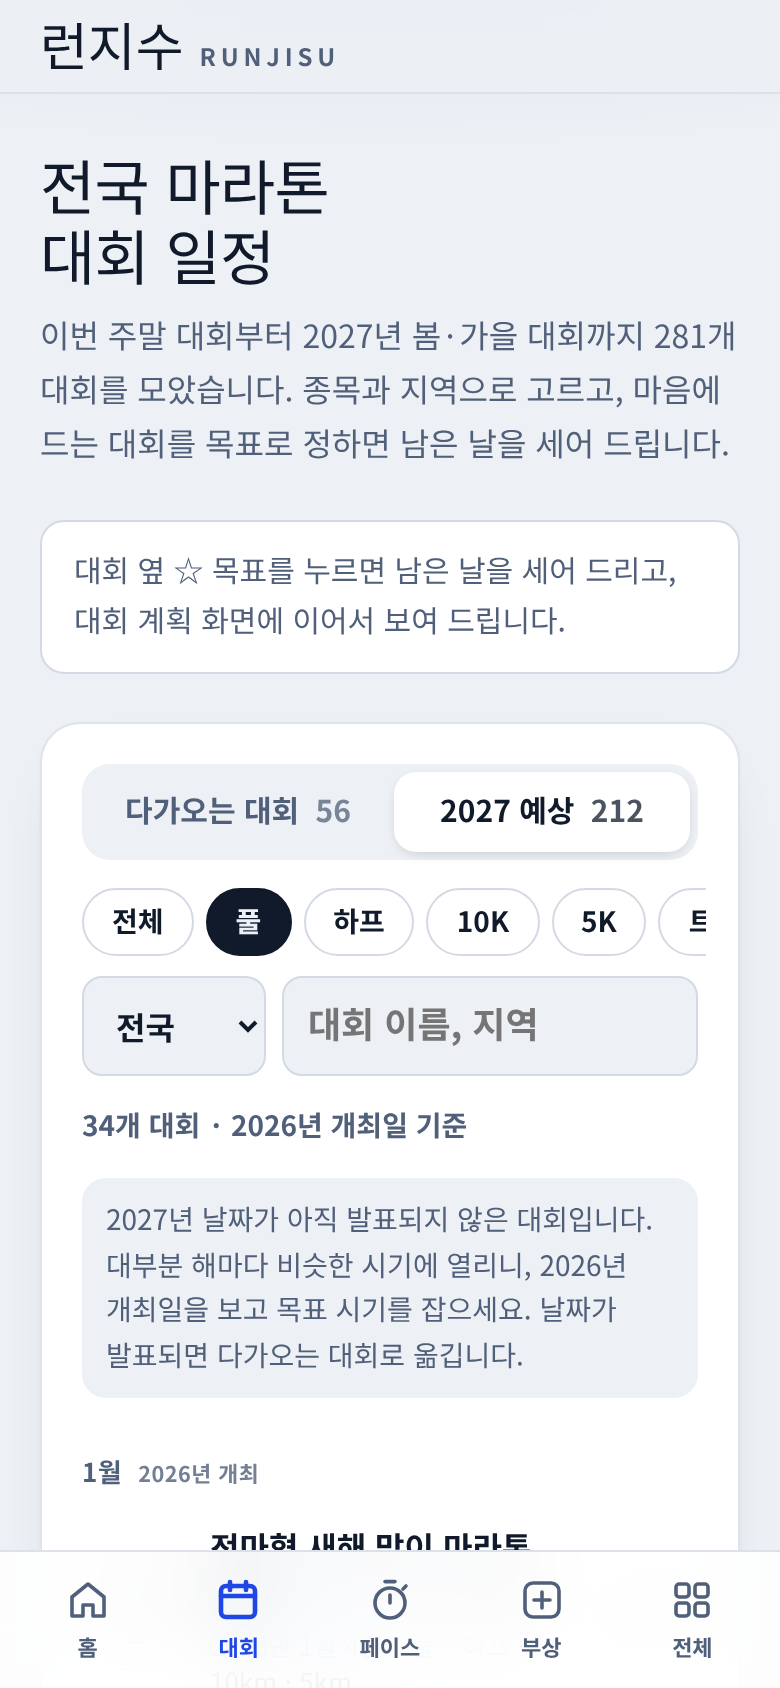 런지수 RUNJISU
전국 마라톤
대회 일정
이번 주말 대회부터 2027년 봄·가을 대회까지 281개
대회를 모았습니다. 종목과 지역으로 고르고, 마음에
드는 대회를 목표로 정하면 남은 날을 세어 드립니다.
대회 옆 ☆ 목표를 누르면 남은 날을 세어 드리고,
대회 계획 화면에 이어서 보여 드립니다.
다가오는 대회 56 2027 예상 212
전체 풀 하프 10K 5K
전국 대회 이름, 지역
34개 대회 · 2026년 개최일 기준
2027년 날짜가 아직 발표되지 않은 대회입니다.
대부분 해마다 비슷한 시기에 열리니, 2026년
개최일을 보고 목표 시기를 잡으세요. 날짜가
발표되면 다가오는 대회로 옮깁니다.
1월 2026년 개최
전마협 새해 맞이 마라톤
홈 대회 페이스 부상 전체
10km · 5km